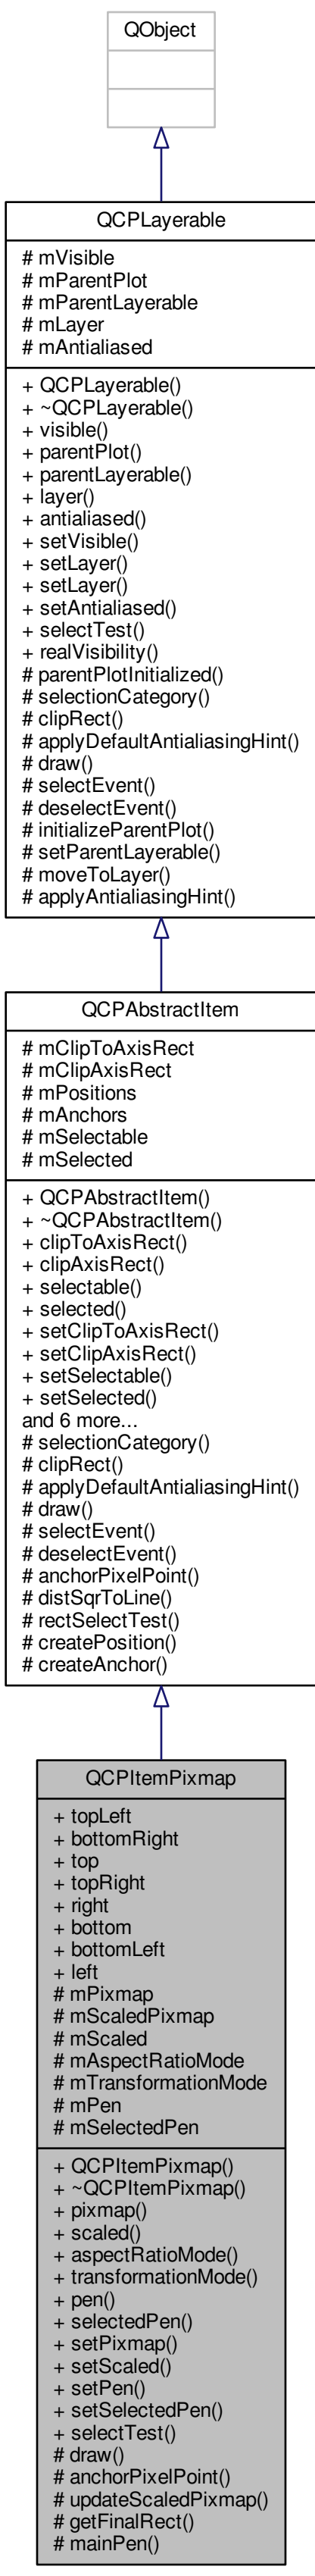 QObject
QCPLayerable
# mVisible
# mParentPlot
# mParentLayerable
# mLayer
# mAntialiased
+ QCPLayerable()
+ ~QCPLayerable()
+ visible()
+ parentPlot()
+ parentLayerable()
+ layer()
+ antialiased()
+ setVisible()
+ setLayer()
+ setLayer()
+ setAntialiased()
+ selectTest()
+ realVisibility()
# parentPlotInitialized()
# selectionCategory()
# clipRect()
# applyDefaultAntialiasingHint()
# draw()
# selectEvent()
# deselectEvent()
# initializeParentPlot()
# setParentLayerable()
# moveToLayer()
# applyAntialiasingHint()
QCPAbstractItem
# mClipToAxisRect
# mClipAxisRect
# mPositions
# mAnchors
# mSelectable
# mSelected
+ QCPAbstractItem()
+ ~QCPAbstractItem()
+ clipToAxisRect()
+ clipAxisRect()
+ selectable()
+ selected()
+ setClipToAxisRect()
+ setClipAxisRect()
+ setSelectable()
+ setSelected()
and 6 more...
# selectionCategory()
# clipRect()
# applyDefaultAntialiasingHint()
# draw()
# selectEvent()
# deselectEvent()
# anchorPixelPoint()
# distSqrToLine()
# rectSelectTest()
# createPosition()
# createAnchor()
QCPItemPixmap
+ topLeft
+ bottomRight
+ top
+ topRight
+ right
+ bottom
+ bottomLeft
+ left
# mPixmap
# mScaledPixmap
# mScaled
# mAspectRatioMode
# mTransformationMode
# mPen
# mSelectedPen
+ QCPItemPixmap()
+ ~QCPItemPixmap()
+ pixmap()
+ scaled()
+ aspectRatioMode()
+ transformationMode()
+ pen()
+ selectedPen()
+ setPixmap()
+ setScaled()
+ setPen()
+ setSelectedPen()
+ selectTest()
# draw()
# anchorPixelPoint()
# updateScaledPixmap()
# getFinalRect()
# mainPen()